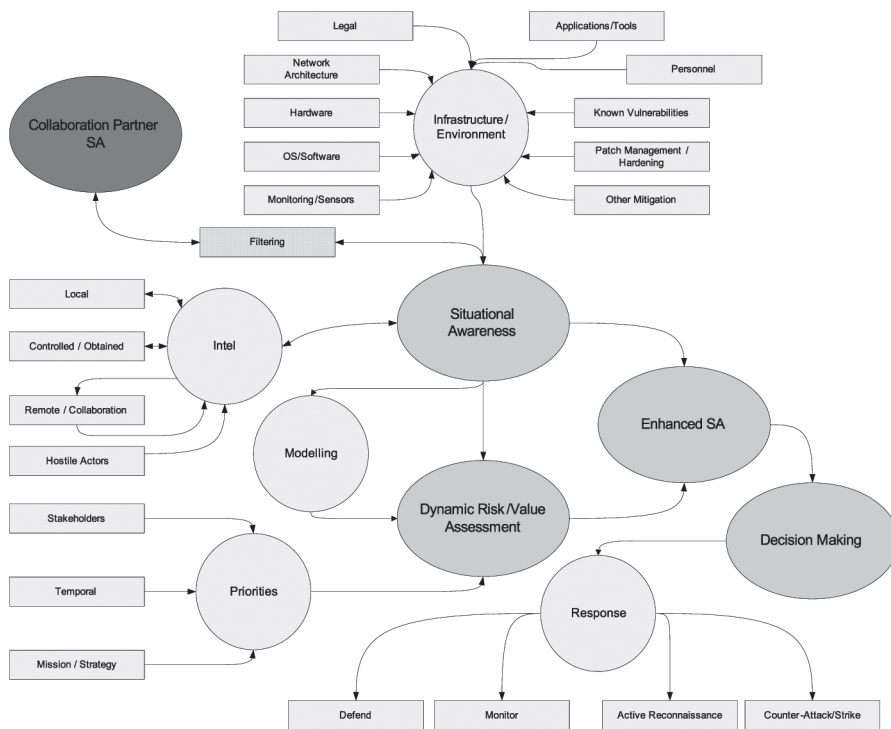 Legal
Applications/Tools
Network
Architecture
Personnel
Collaboration Partner
SA
Hardware
Infrastructure/
Environment
Known Vulnerabilities
OS/Software
Patch Management /
Hardening
Monitoring/Sensors
Other Mitigation
Filtering
Local
Situational
Awareness
Controlled / Obtained
Intel
Remote / Collaboration
Enhanced SA
Modelling
Hostile Actors
Dynamic Risk/Value
Assessment
Stakeholders
Decision Making
Temporal
Priorities
Response
Mission / Strategy
Defend
Monitor
Active Reconnaissance
Counter-Attack/Strike